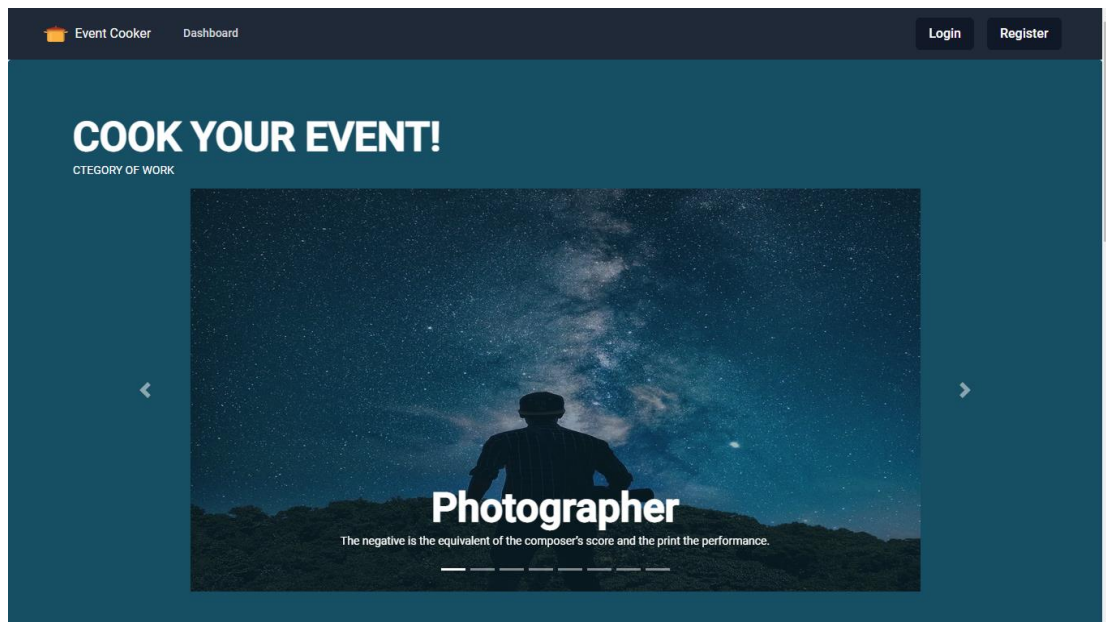 Event Cooker Dashboard Login Register
COOK YOUR EVENT!
CTEGORY OF WORK
Photographer
The negative is the equivalent of the composer's score and the print the performance.